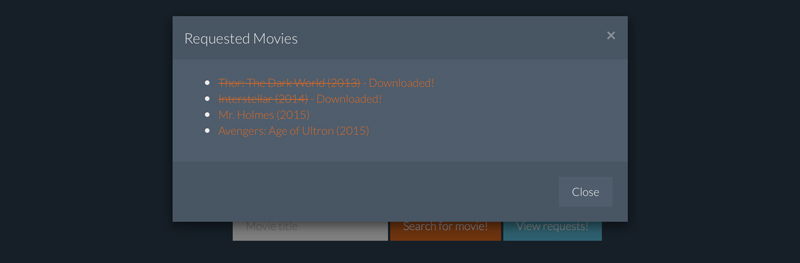 Requested Movies ×
Thor: The Dark World (2013) - Downloaded!
Interstellar (2014) - Downloaded!
Mr. Holmes (2015)
Avengers: Age of Ultron (2015)
Close
Movie title Search for movie! View requests!